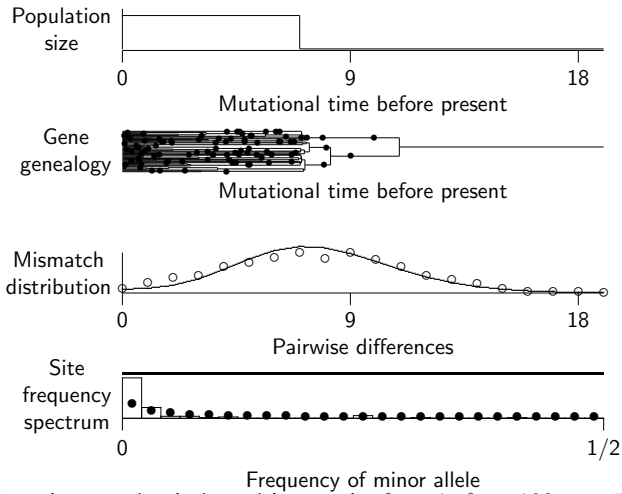 Population
size
0 9 18
Mutational time before present
Gene
genealogy
Mutational time before present
Mismatch
distribution
0 9 18
Pairwise differences
Site
frequency
spectrum
0 1/2
Frequency of minor allele